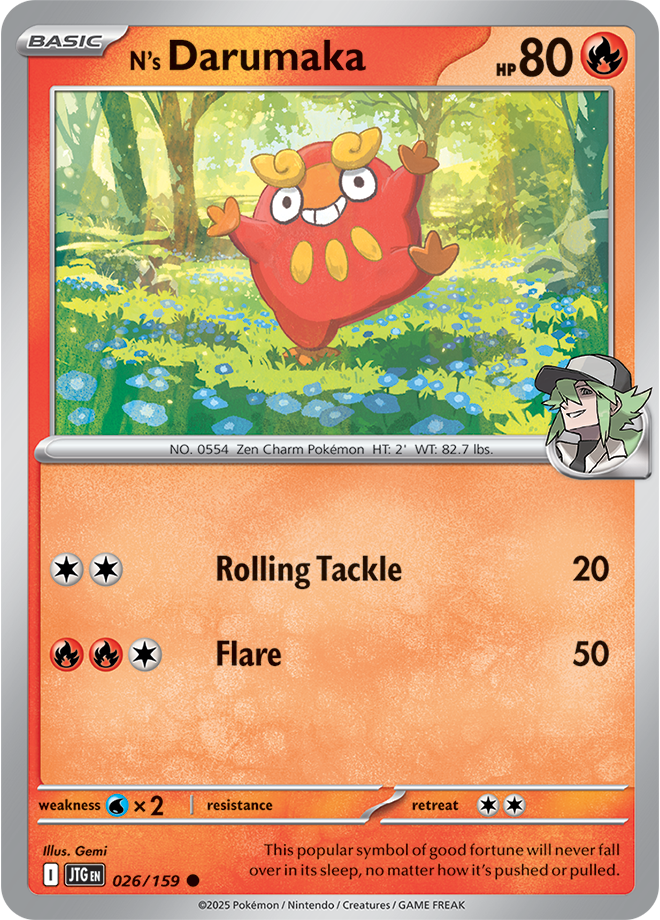 BASIC
N's Darumaka HP 80
NO. 0554 Zen Charm Pokémon HT: 2' WT: 82.7 lbs.
Rolling Tackle 20
Flare 50
weakness ×2 resistance retreat
Illus. Gemi
This popular symbol of good fortune will never fall
over in its sleep, no matter how it's pushed or pulled.
I JTG EN 026/159
©2025 Pokémon / Nintendo / Creatures / GAME FREAK